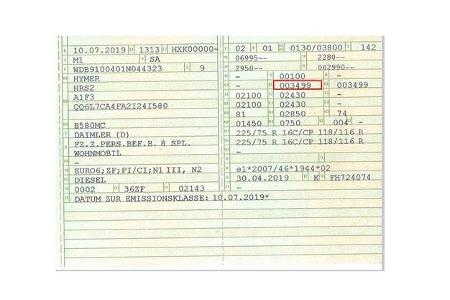 10.07.2019 1313 HXK00000-
M1 SA
WDB9100401N044323 9
HYMER
HRS2
A1F3
QQ6L7CA4FA2I24I580
B580MC
DAIMLER (D)
FZ.Z.PERS.BEF.B. 8 SPL.
WOHNMOBIL
-
EURO6;ZF;PI/CI;N1 III, N2
DIESEL
0002 36ZF 02143
DATUM ZUR EMISSIONSKLASSE: 10.07.2019*
02 01 0130/03800 142
06995-- 2280--
2950-- 002990--
- 00100 -
- 003499 003499
02100 02430 -
02100 02430 -
81 02850 74
01450 0750 004 -
225/75 R 16C/CP 118/116 R
225/75 R 16C/CP 118/116 R
-
e1*2007/46*1944*02
30.04.2019 K FH724074
- - -